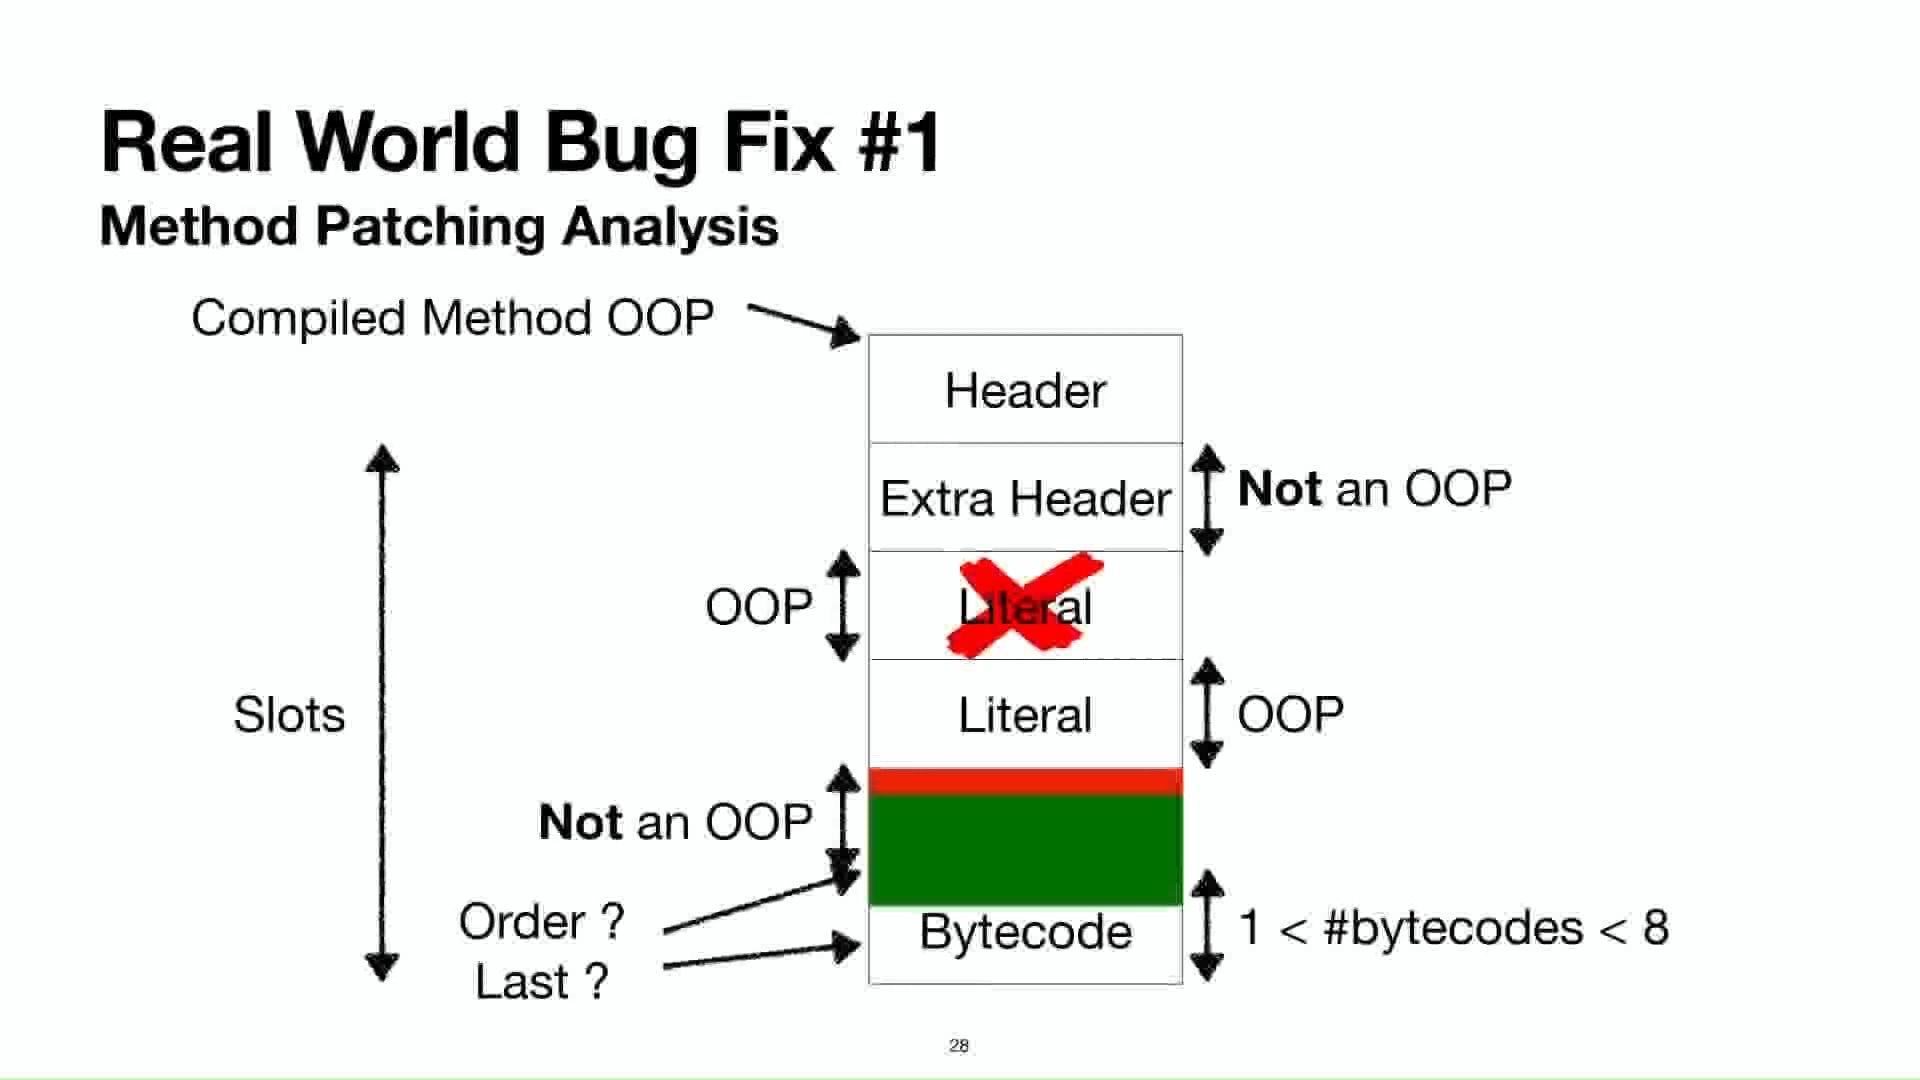 Real World Bug Fix #1
Method Patching Analysis
Compiled Method OOP
Header
Extra Header
Not an OOP
OOP
Literal
Slots
Literal
OOP
Not an OOP
Order ?
Last ?
Bytecode
1 < #bytecodes < 8
28